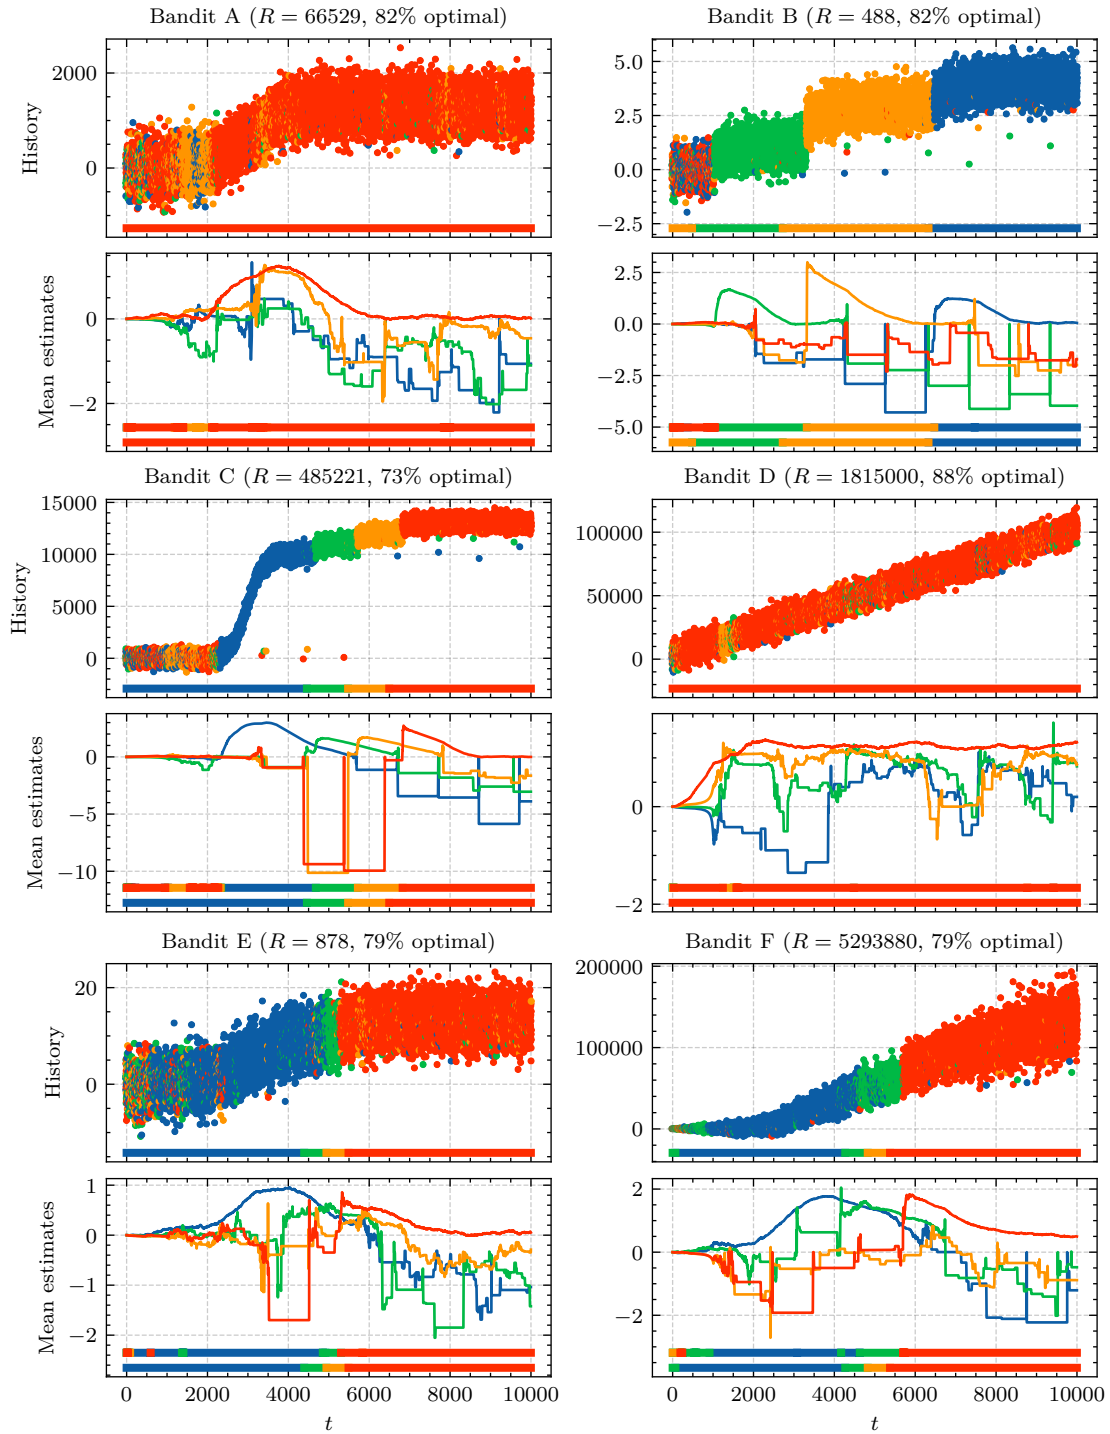 Bandit A (R = 66529, 82% optimal)
Bandit B (R = 488, 82% optimal)
2000
0
History
5.0
2.5
0.0
−2.5
0
−2
Mean estimates
2.5
0.0
−2.5
−5.0
Bandit C (R = 485221, 73% optimal)
Bandit D (R = 1815000, 88% optimal)
15000
10000
5000
0
History
100000
50000
0
0
−5
−10
Mean estimates
0
−2
Bandit E (R = 878, 79% optimal)
Bandit F (R = 5293880, 79% optimal)
20
0
History
200000
100000
0
1
0
−1
−2
Mean estimates
2
0
−2
0 2000 4000 6000 8000 10000
0 2000 4000 6000 8000 10000
t
t